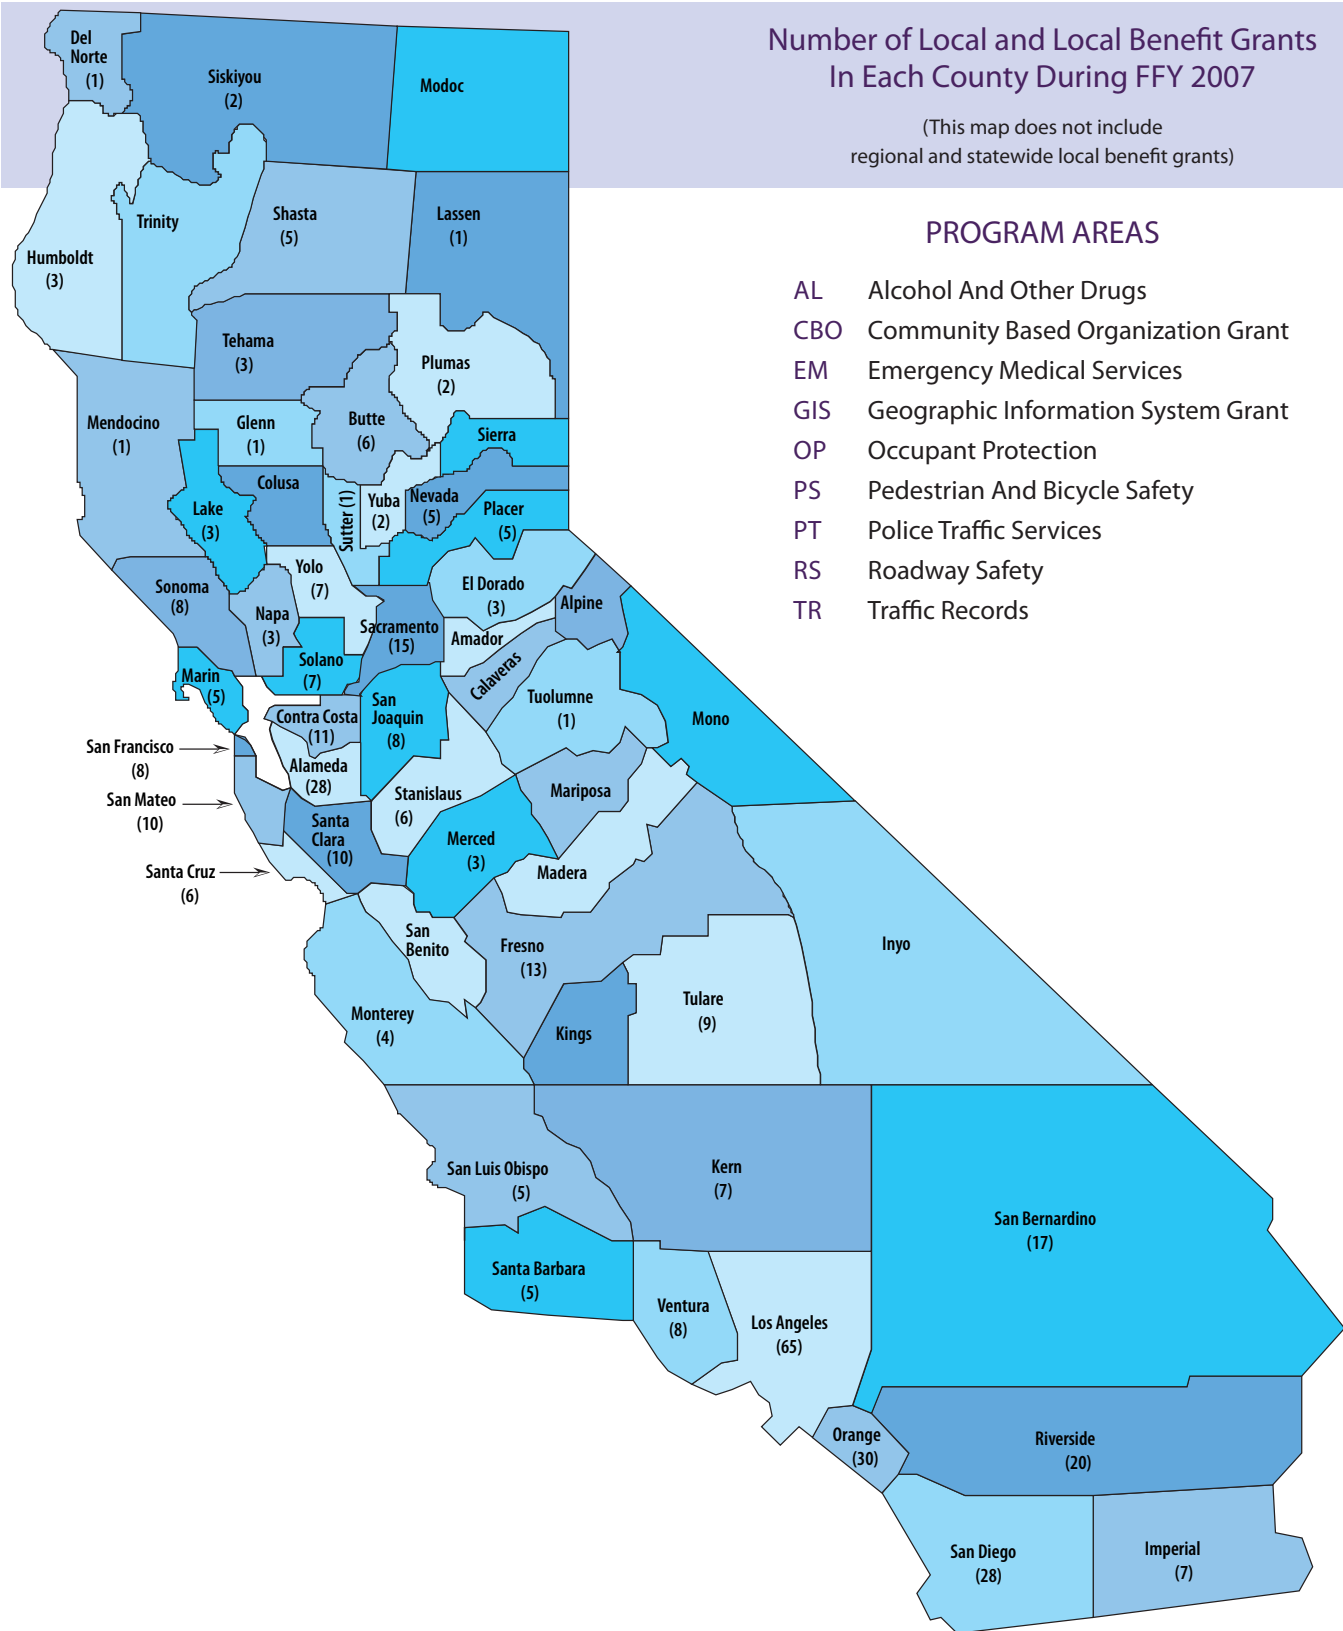 Number of Local and Local Benefit Grants
In Each County During FFY 2007
(This map does not include
regional and statewide local benefit grants)
PROGRAM AREAS
AL Alcohol And Other Drugs
CBO Community Based Organization Grant
EM Emergency Medical Services
GIS Geographic Information System Grant
OP Occupant Protection
PS Pedestrian And Bicycle Safety
PT Police Traffic Services
RS Roadway Safety
TR Traffic Records
Del
Norte
(1)
Siskiyou
(2)
Modoc
Humboldt
(3)
Trinity
Shasta
(5)
Lassen
(1)
Tehama
(3)
Plumas
(2)
Mendocino
(1)
Glenn
(1)
Butte
(6)
Sierra
Colusa
Lake
(3)
Sutter (1)
Yuba
(2)
Nevada
(5)
Placer
(5)
Sonoma
(8)
Napa
(3)
Yolo
(7)
El Dorado
(3)
Alpine
Sacramento
(15)
Amador
Calaveras
Solano
(7)
Marin
(5)
Contra Costa
(11)
San
Joaquin
(8)
Tuolumne
(1)
Mono
San Francisco
(8)
Alameda
(28)
San Mateo
(10)
Stanislaus
(6)
Mariposa
Santa
Clara
(10)
Merced
(3)
Madera
Santa Cruz
(6)
San
Benito
Fresno
(13)
Inyo
Monterey
(4)
Kings
Tulare
(9)
San Luis Obispo
(5)
Kern
(7)
San Bernardino
(17)
Santa Barbara
(5)
Ventura
(8)
Los Angeles
(65)
Orange
(30)
Riverside
(20)
San Diego
(28)
Imperial
(7)